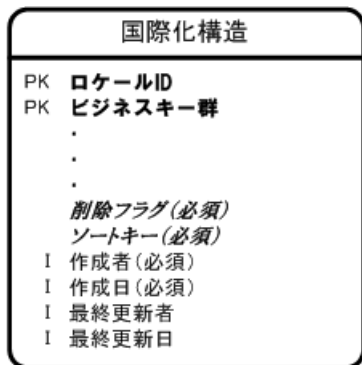 国際化構造
PK ロケールID
PK ビジネスキー群
・
・
・
削除フラグ(必須)
ソートキー(必須)
I 作成者(必須)
I 作成日(必須)
I 最終更新者
I 最終更新日